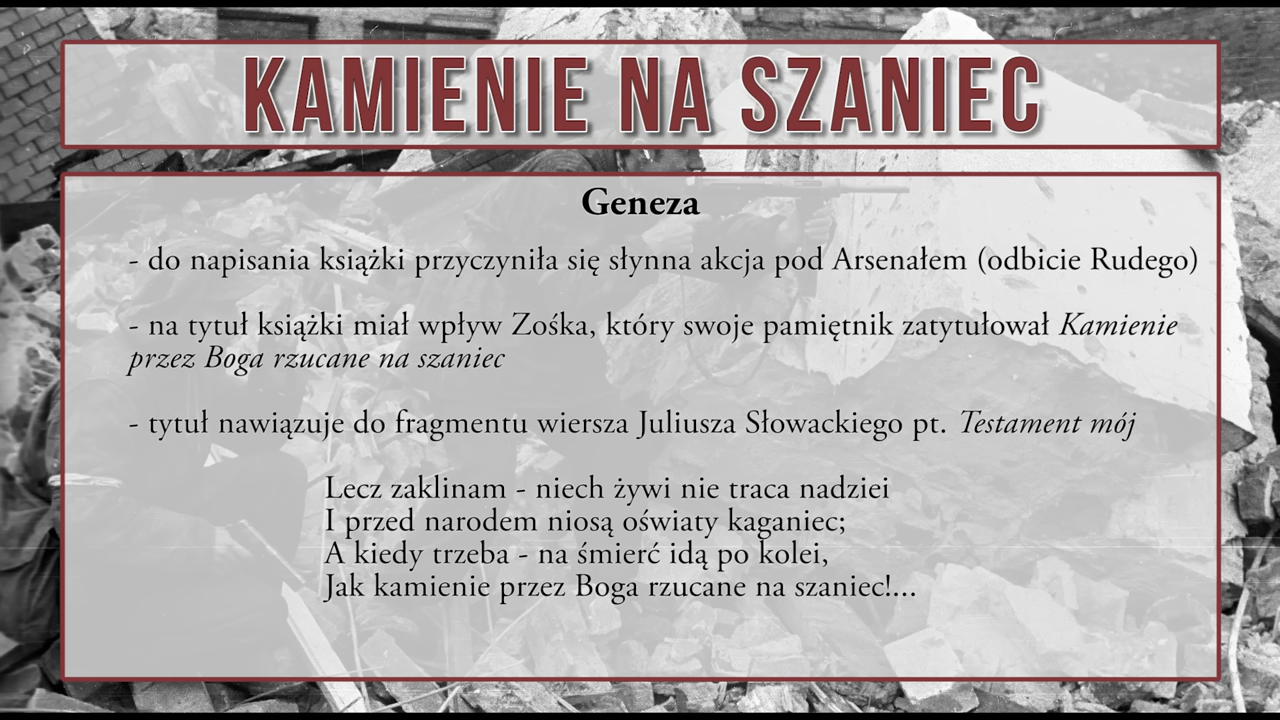 KAMIENIE NA SZANIEC
Geneza
- do napisania książki przyczyniła się słynna akcja pod Arsenałem (odbicie Rudego)
- na tytuł książki miał wpływ Zośka, który swoje pamiętnik zatytułował Kamienie
przez Boga rzucane na szaniec
- tytuł nawiązuje do fragmentu wiersza Juliusza Słowackiego pt. Testament mój
Lecz zaklinam - niech żywi nie traca nadziei
I przed narodem niosą oświaty kaganiec;
A kiedy trzeba - na śmierć idą po kolei,
Jak kamienie przez Boga rzucane na szaniec!...